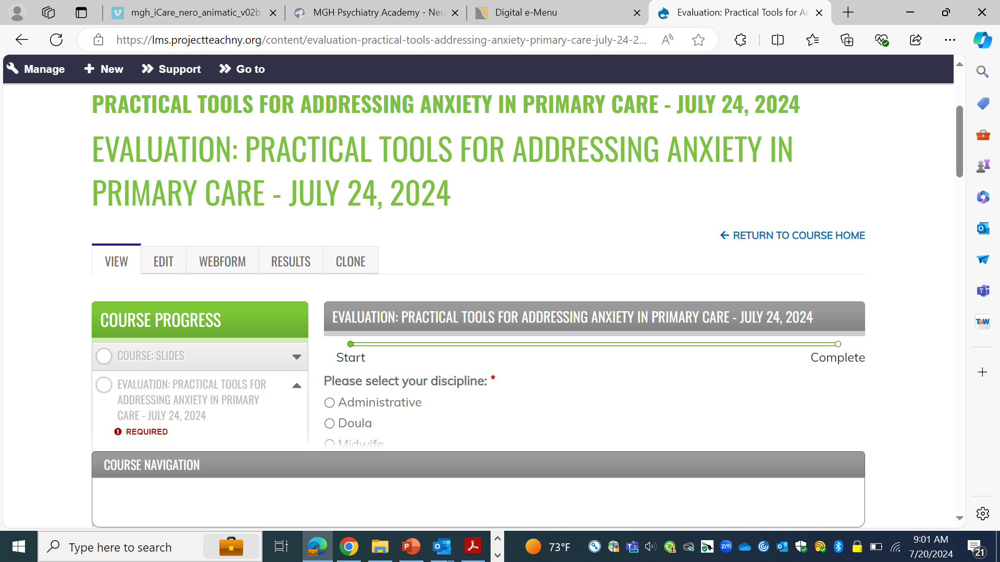 mgh_iCare_nero_animatic_v02b
MGH Psychiatry Academy - Neu
Digital e-Menu
Evaluation: Practical Tools for Ac
https://lms.projectteachny.org/content/evaluation-practical-tools-addressing-anxiety-primary-care-july-24-2...
Manage
New
Support
Go to
PRACTICAL TOOLS FOR ADDRESSING ANXIETY IN PRIMARY CARE - JULY 24, 2024
EVALUATION: PRACTICAL TOOLS FOR ADDRESSING ANXIETY IN
PRIMARY CARE - JULY 24, 2024
RETURN TO COURSE HOME
VIEW
EDIT
WEBFORM
RESULTS
CLONE
COURSE PROGRESS
COURSE: SLIDES
EVALUATION: PRACTICAL TOOLS FOR
ADDRESSING ANXIETY IN PRIMARY
CARE - JULY 24, 2024
REQUIRED
EVALUATION: PRACTICAL TOOLS FOR ADDRESSING ANXIETY IN PRIMARY CARE - JULY 24, 2024
Start
Complete
Please select your discipline: *
Administrative
Doula
Midwife
COURSE NAVIGATION
TaW
Type here to search
73°F
NEW
zm
9:01 AM
7/20/2024
21